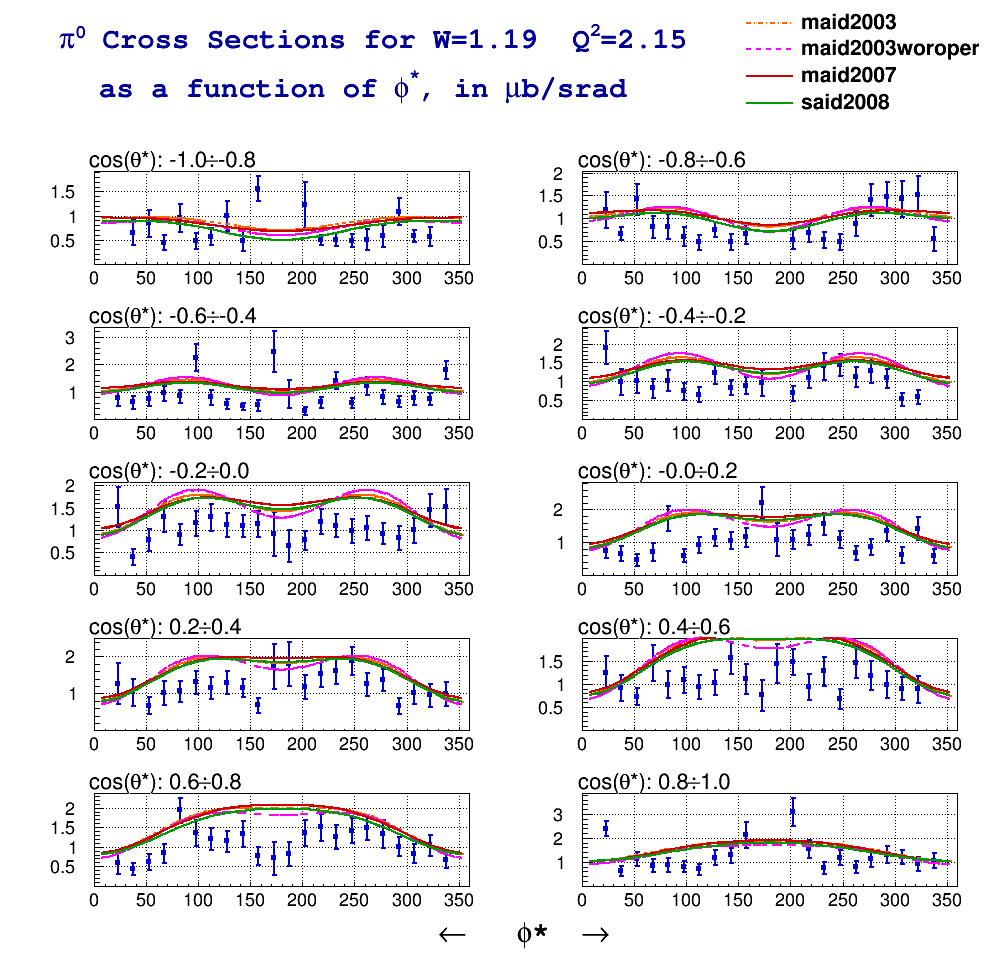 π⁰ Cross Sections for W=1.19 Q²=2.15
as a function of ϕ*, in μb/srad
maid2003
maid2003woroper
maid2007
said2008
cos(θ*): -1.0÷-0.8
1.5
1
0.5
0 50 100 150 200 250 300 350
cos(θ*): -0.8÷-0.6
2
1.5
1
0.5
0 50 100 150 200 250 300 350
cos(θ*): -0.6÷-0.4
3
2
1
0 50 100 150 200 250 300 350
cos(θ*): -0.4÷-0.2
2
1.5
1
0.5
0 50 100 150 200 250 300 350
cos(θ*): -0.2÷0.0
2
1.5
1
0.5
0 50 100 150 200 250 300 350
cos(θ*): -0.0÷0.2
2
1
0 50 100 150 200 250 300 350
cos(θ*): 0.2÷0.4
2
1
0 50 100 150 200 250 300 350
cos(θ*): 0.4÷0.6
1.5
1
0.5
0 50 100 150 200 250 300 350
cos(θ*): 0.6÷0.8
2
1.5
1
0.5
0 50 100 150 200 250 300 350
cos(θ*): 0.8÷1.0
3
2
1
0 50 100 150 200 250 300 350
← ϕ* →